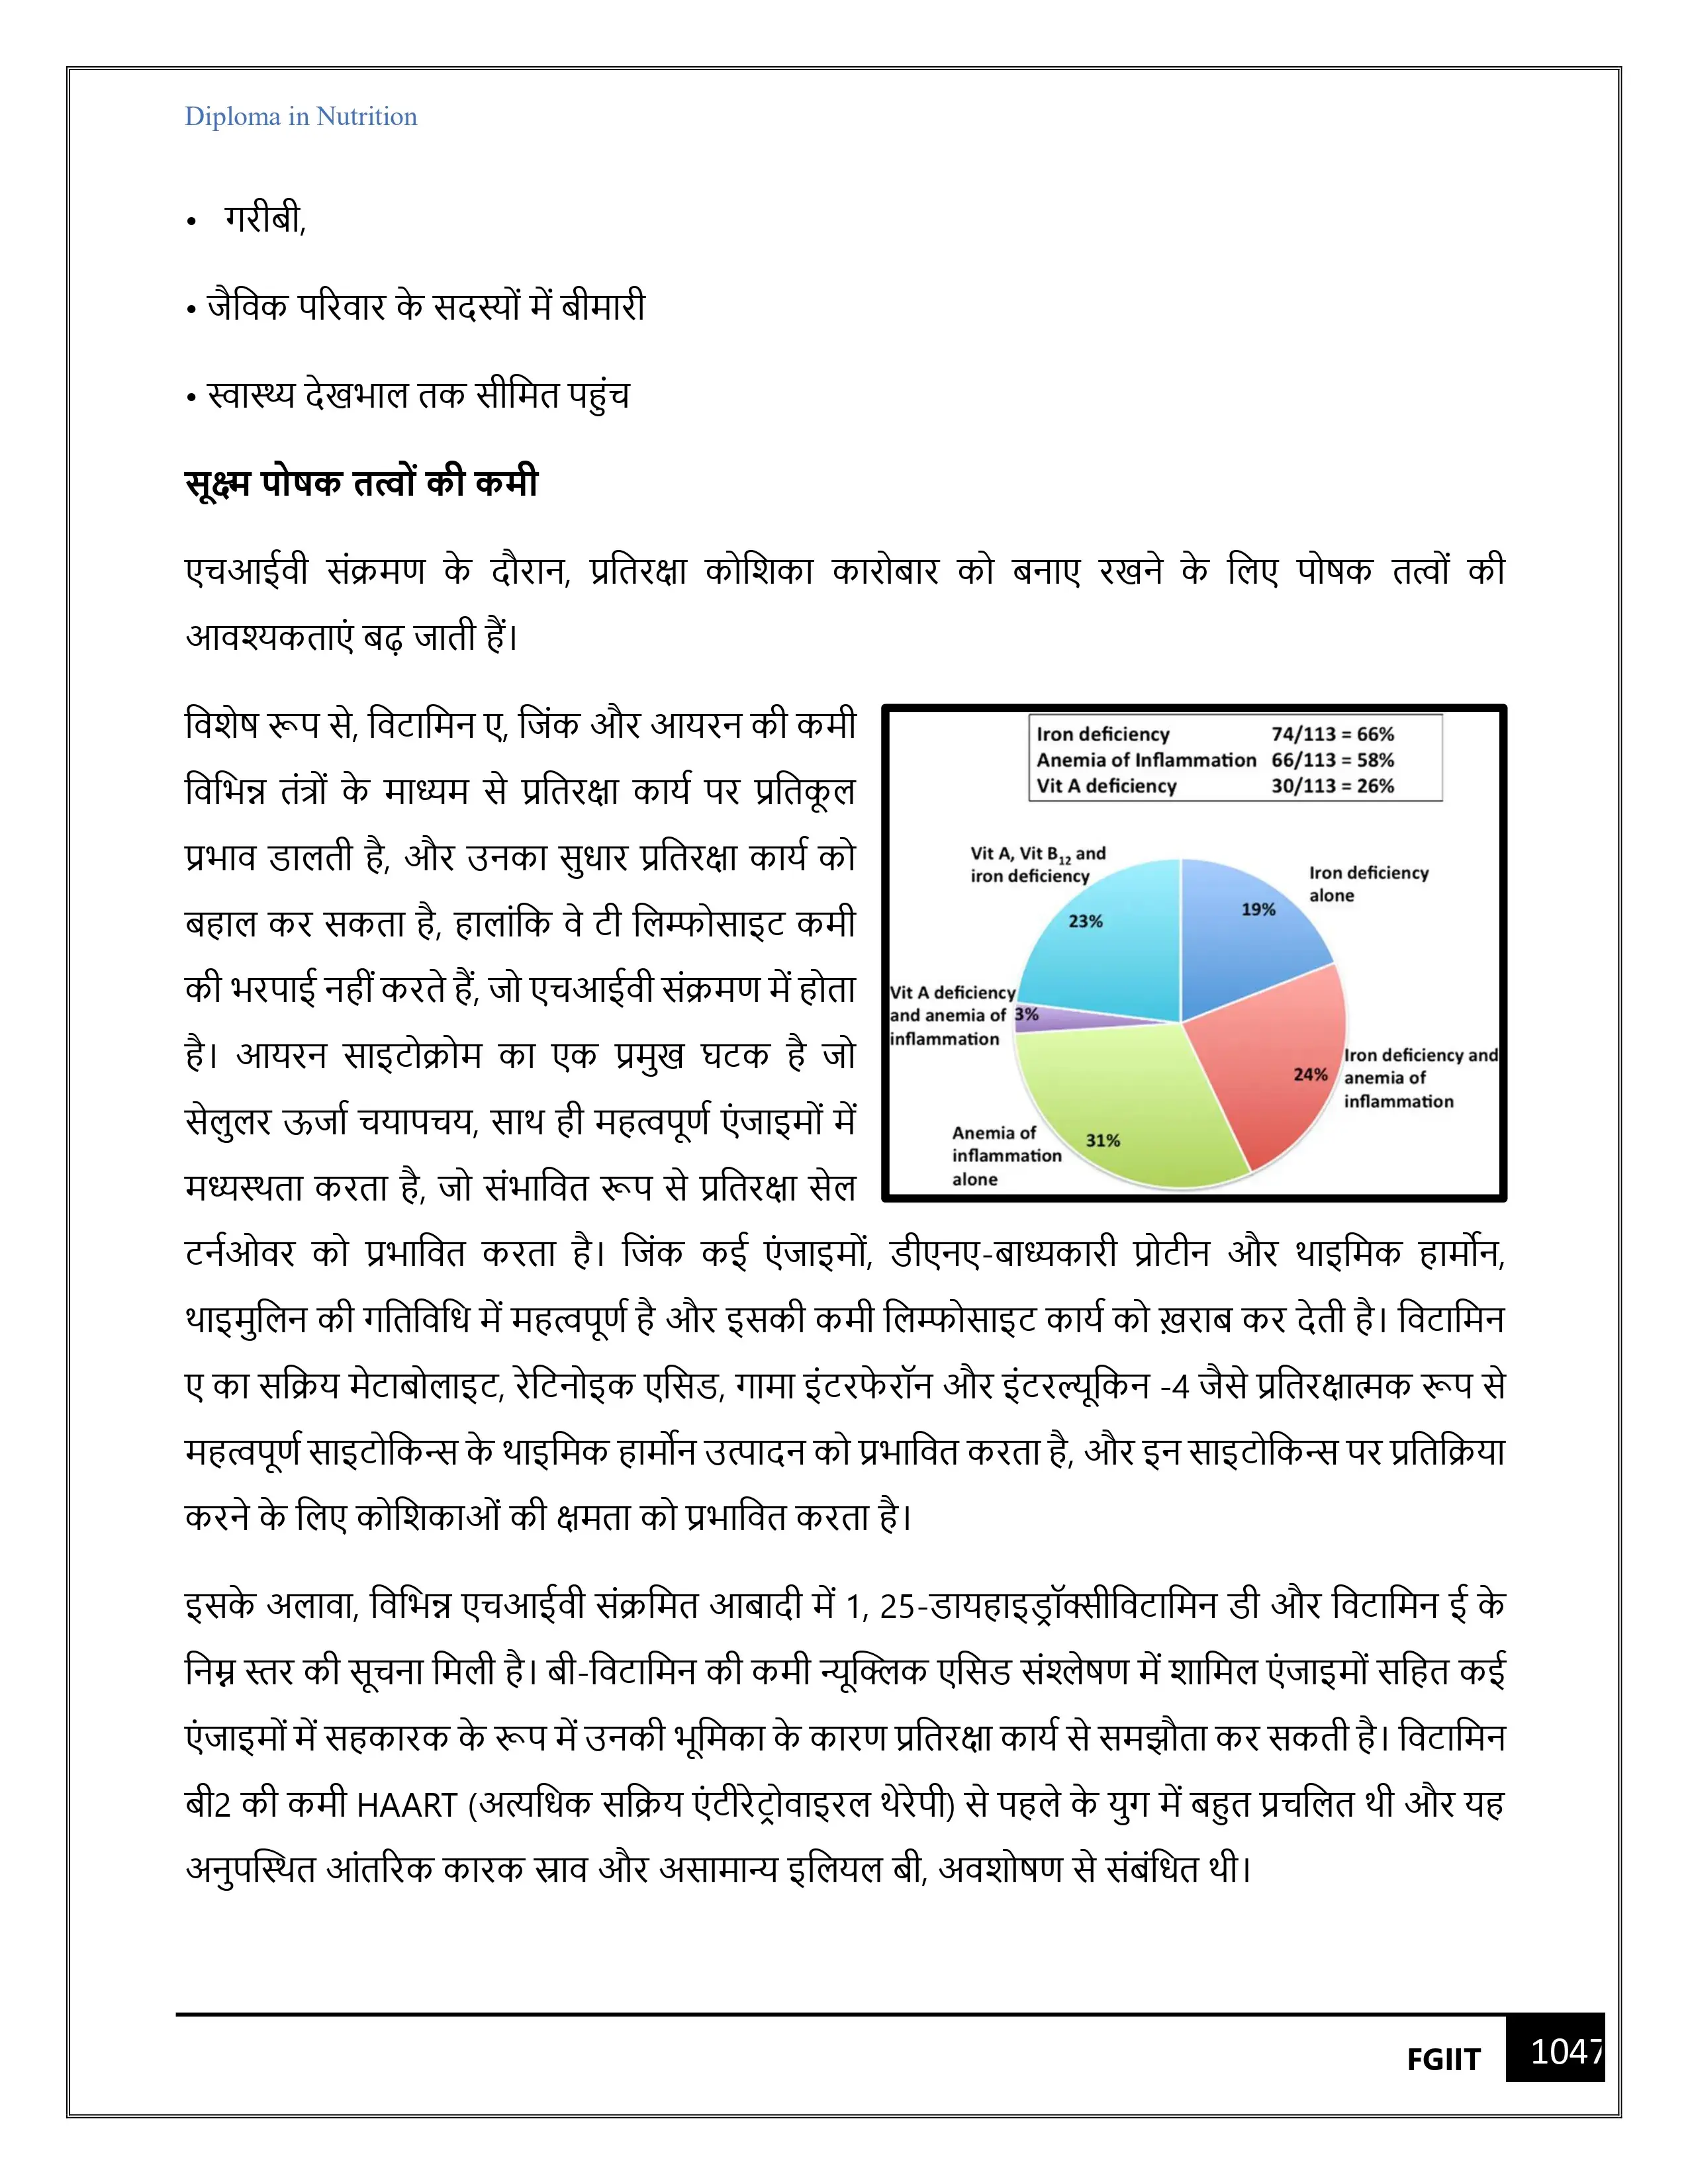 Diploma in Nutrition
• गरीबी,
• जैविक परिवार के सदस्यों में बीमारी
• स्वास्थ्य देखभाल तक सीमित पहुंच
सूक्ष्म पोषक तत्वों की कमी
एचआईवी संक्रमण के दौरान, प्रतिरक्षा कोशिका कारोबार को बनाए रखने के लिए पोषक तत्वों की
आवश्यकताएं बढ़ जाती हैं।
विशेष रूप से, विटामिन ए, जिंक और आयरन की कमी
विभिन्न तंत्रों के माध्यम से प्रतिरक्षा कार्य पर प्रतिकूल
प्रभाव डालती है, और उनका सुधार प्रतिरक्षा कार्य को
बहाल कर सकता है, हालांकि वे टी लिम्फोसाइट कमी
की भरपाई नहीं करते हैं, जो एचआईवी संक्रमण में होता
है। आयरन साइटोक्रोम का एक प्रमुख घटक है जो
सेलुलर ऊर्जा चयापचय, साथ ही महत्वपूर्ण एंजाइमों में
मध्यस्थता करता है, जो संभावित रूप से प्रतिरक्षा सेल
Iron deficiency 74/113 = 66%
Anemia of Inflammation 66/113 = 58%
Vit A deficiency 30/113 = 26%
Vit A, Vit B12 and
iron deficiency
23%
Iron deficiency
alone
19%
Vit A deficiency
and anemia of
inflammation
3%
Iron deficiency and
anemia of
inflammation
24%
Anemia of
inflammation
alone
31%
टर्नओवर को प्रभावित करता है। जिंक कई एंजाइमों, डीएनए-बाध्यकारी प्रोटीन और थाइमिक हार्मोन,
थाइमुलिन की गतिविधि में महत्वपूर्ण है और इसकी कमी लिम्फोसाइट कार्य को ख़राब कर देती है। विटामिन
ए का सक्रिय मेटाबोलाइट, रेटिनोइक एसिड, गामा इंटरफेरॉन और इंटरल्यूकिन -4 जैसे प्रतिरक्षात्मक रूप से
महत्वपूर्ण साइटोकिन्स के थाइमिक हार्मोन उत्पादन को प्रभावित करता है, और इन साइटोकिन्स पर प्रतिक्रिया
करने के लिए कोशिकाओं की क्षमता को प्रभावित करता है।
इसके अलावा, विभिन्न एचआईवी संक्रमित आबादी में 1, 25-डायहाइड्रॉक्सीविटामिन डी और विटामिन ई के
निम्न स्तर की सूचना मिली है। बी-विटामिन की कमी न्यूक्लिक एसिड संश्लेषण में शामिल एंजाइमों सहित कई
एंजाइमों में सहकारक के रूप में उनकी भूमिका के कारण प्रतिरक्षा कार्य से समझौता कर सकती है। विटामिन
बी2 की कमी HAART (अत्यधिक सक्रिय एंटीरेट्रोवाइरल थेरेपी) से पहले के युग में बहुत प्रचलित थी और यह
अनुपस्थित आंतरिक कारक स्राव और असामान्य इलियल बी, अवशोषण से संबंधित थी।
FGIIT 1047